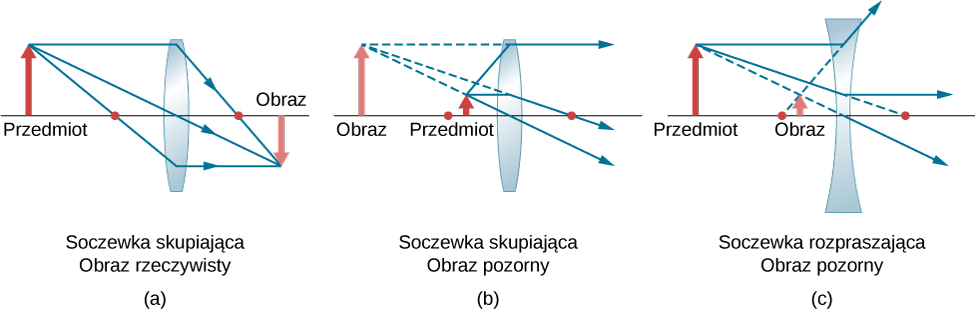 Przedmiot
Obraz
Soczewka skupiająca
Obraz rzeczywisty
(a)
Obraz
Przedmiot
Soczewka skupiająca
Obraz pozorny
(b)
Przedmiot
Obraz
Soczewka rozpraszająca
Obraz pozorny
(c)